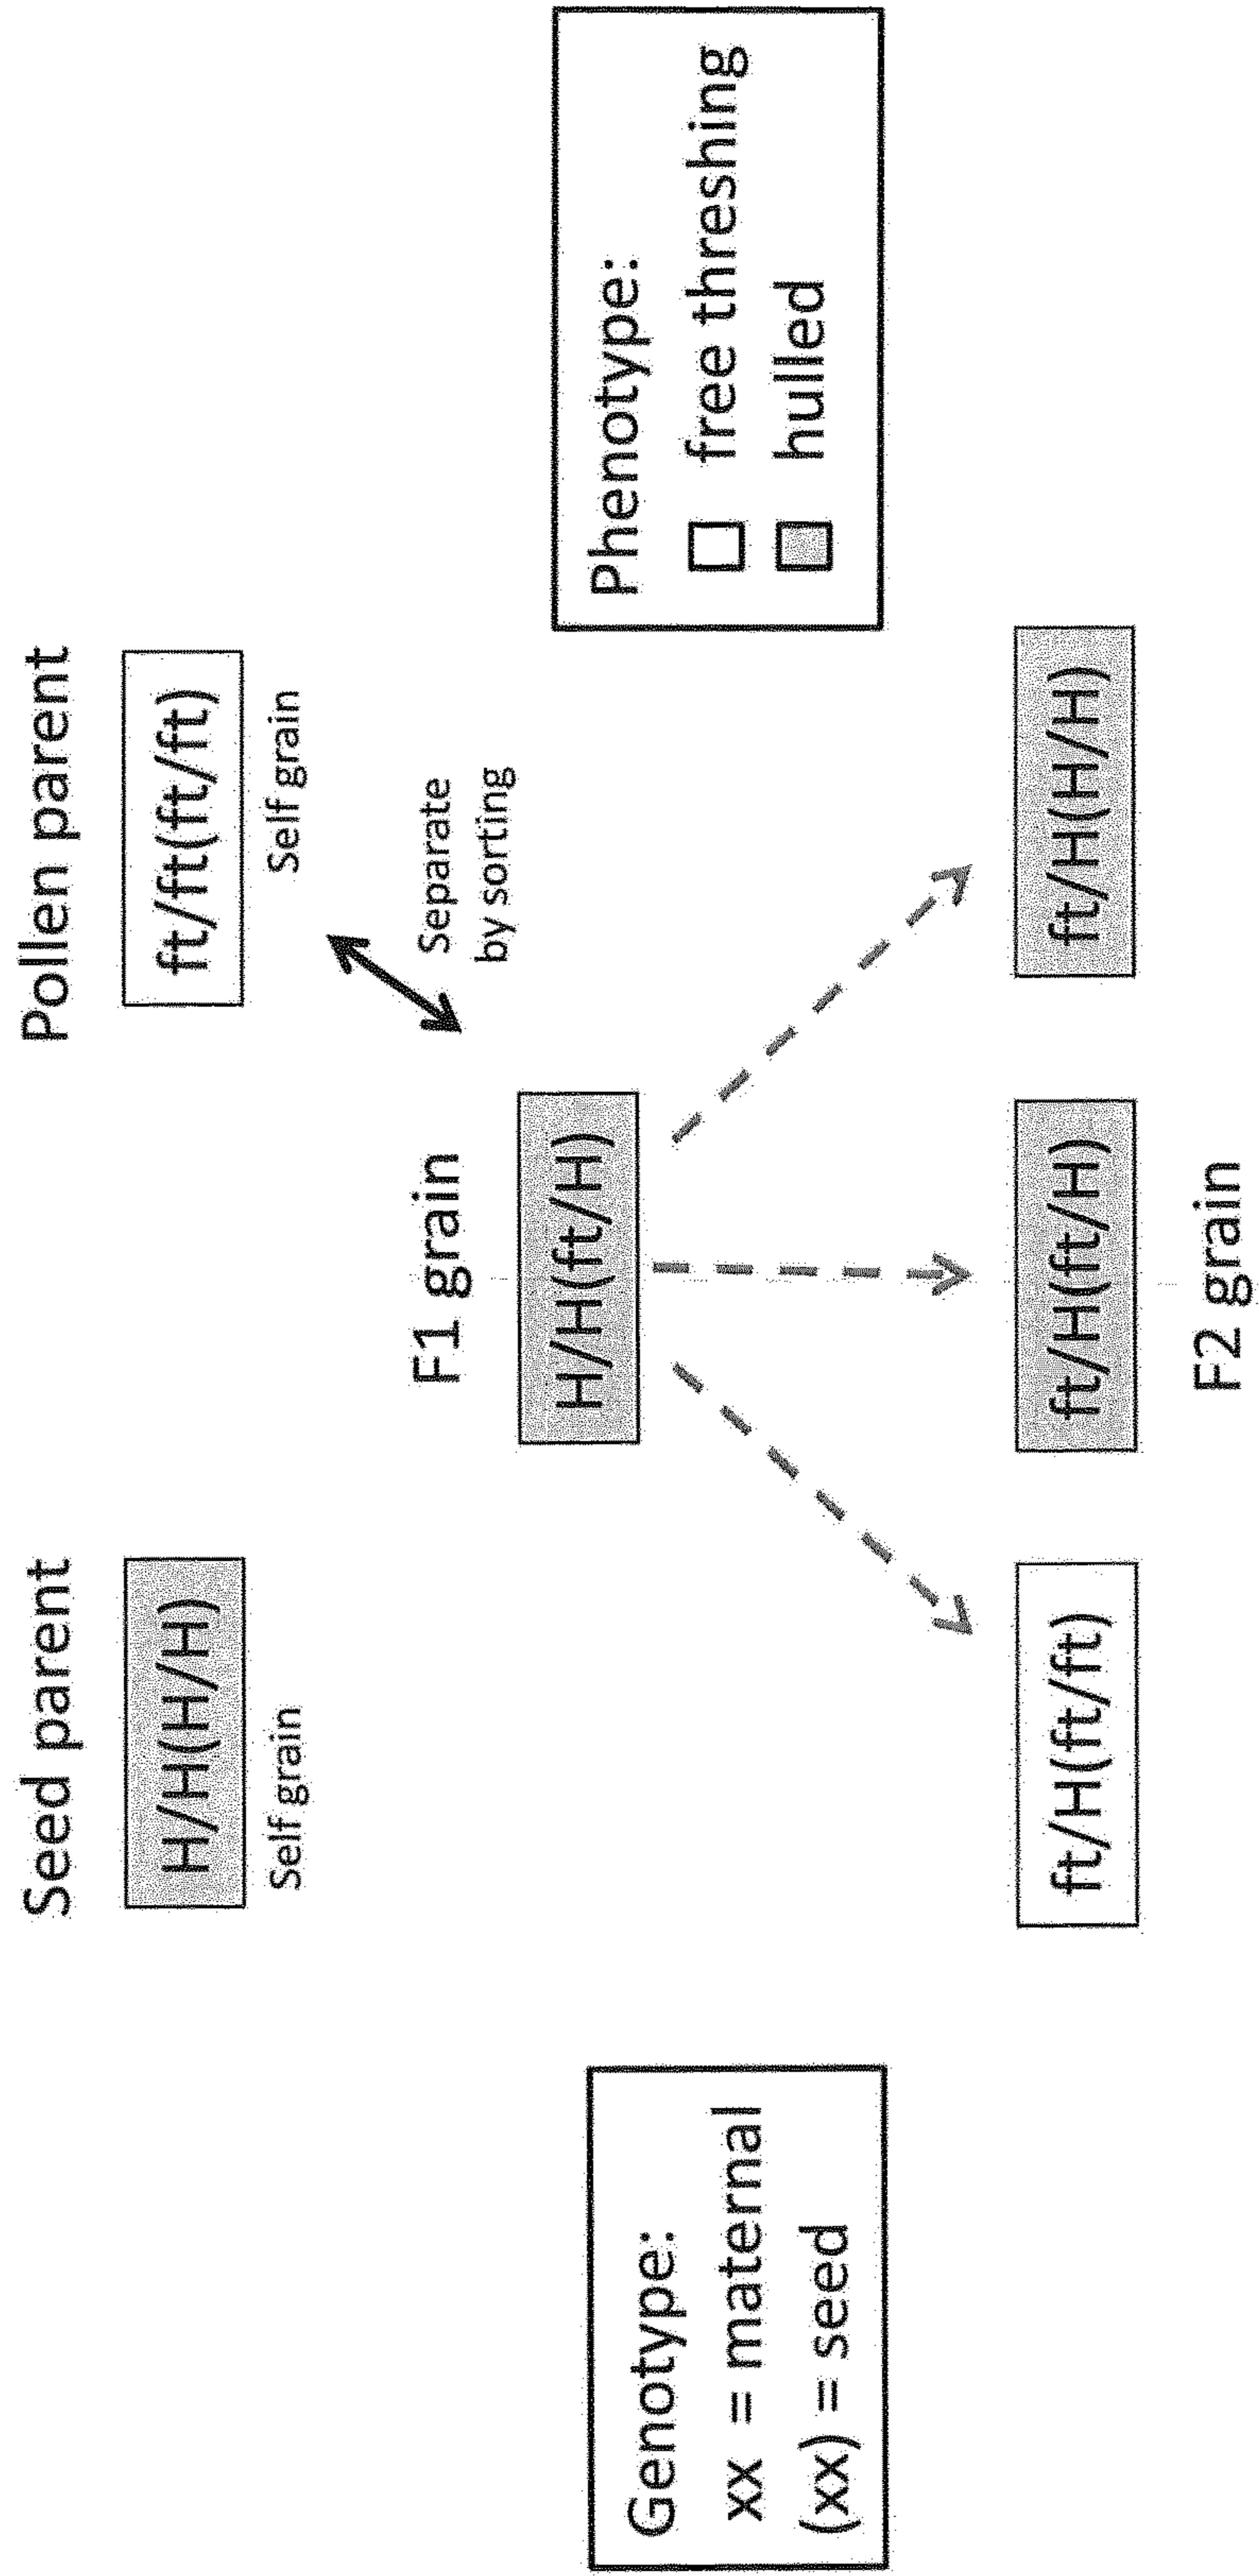 Seed parent
Pollen parent
H/H(H/H)
ft/ft(ft/ft)
Self grain
Self grain
F1 grain
Separate
by sorting
H/H(ft/H)
Genotype:
xx = maternal
(xx) = seed
Phenotype:
free threshing
hulled
ft/H(ft/ft)
ft/H(ft/H)
ft/H(H/H)
F2 grain